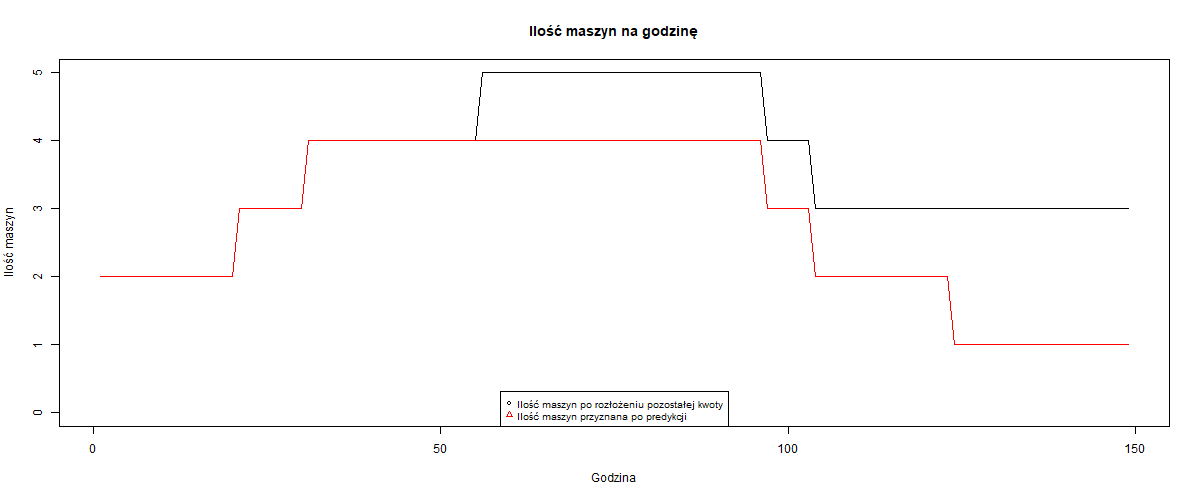 Ilość maszyn na godzinę
Ilość maszyn
5
4
3
2
1
0
Ilość maszyn po rozłożeniu pozostałej kwoty
Ilość maszyn przyznana po predykcji
0 50 100 150
Godzina